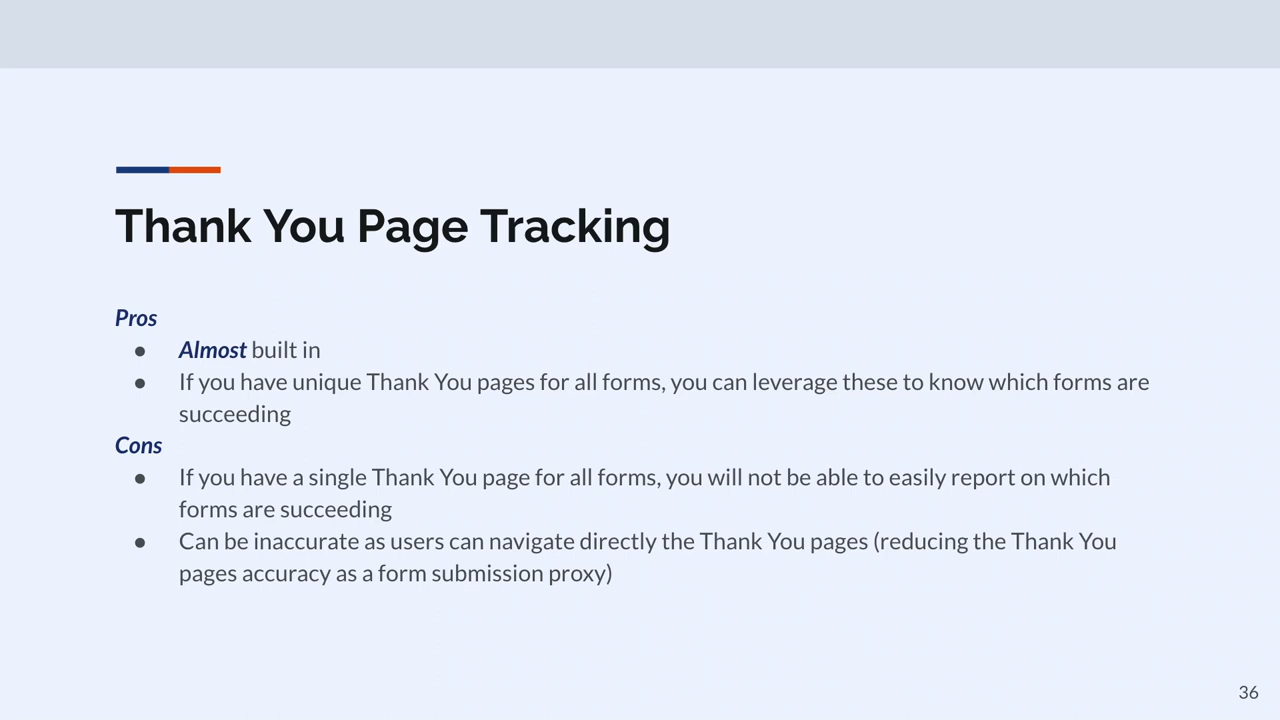 Thank You Page Tracking
Pros
● Almost built in
● If you have unique Thank You pages for all forms, you can leverage these to know which forms are
succeeding
Cons
● If you have a single Thank You page for all forms, you will not be able to easily report on which
forms are succeeding
● Can be inaccurate as users can navigate directly the Thank You pages (reducing the Thank You
pages accuracy as a form submission proxy)
36